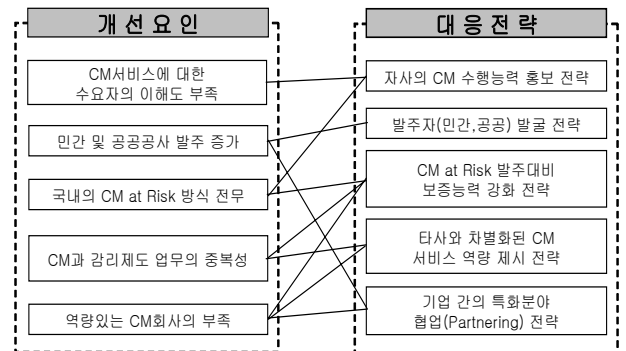 개 선 요 인
CM서비스에 대한
수요자의 이해도 부족
민간 및 공공공사 발주 증가
국내의 CM at Risk 방식 전무
CM과 감리제도 업무의 중복성
역량있는 CM회사의 부족
대 응 전 략
자사의 CM 수행능력 홍보 전략
발주자(민간,공공) 발굴 전략
CM at Risk 발주대비
보증능력 강화 전략
타사와 차별화된 CM
서비스 역량 제시 전략
기업 간의 특화분야
협업(Partnering) 전략